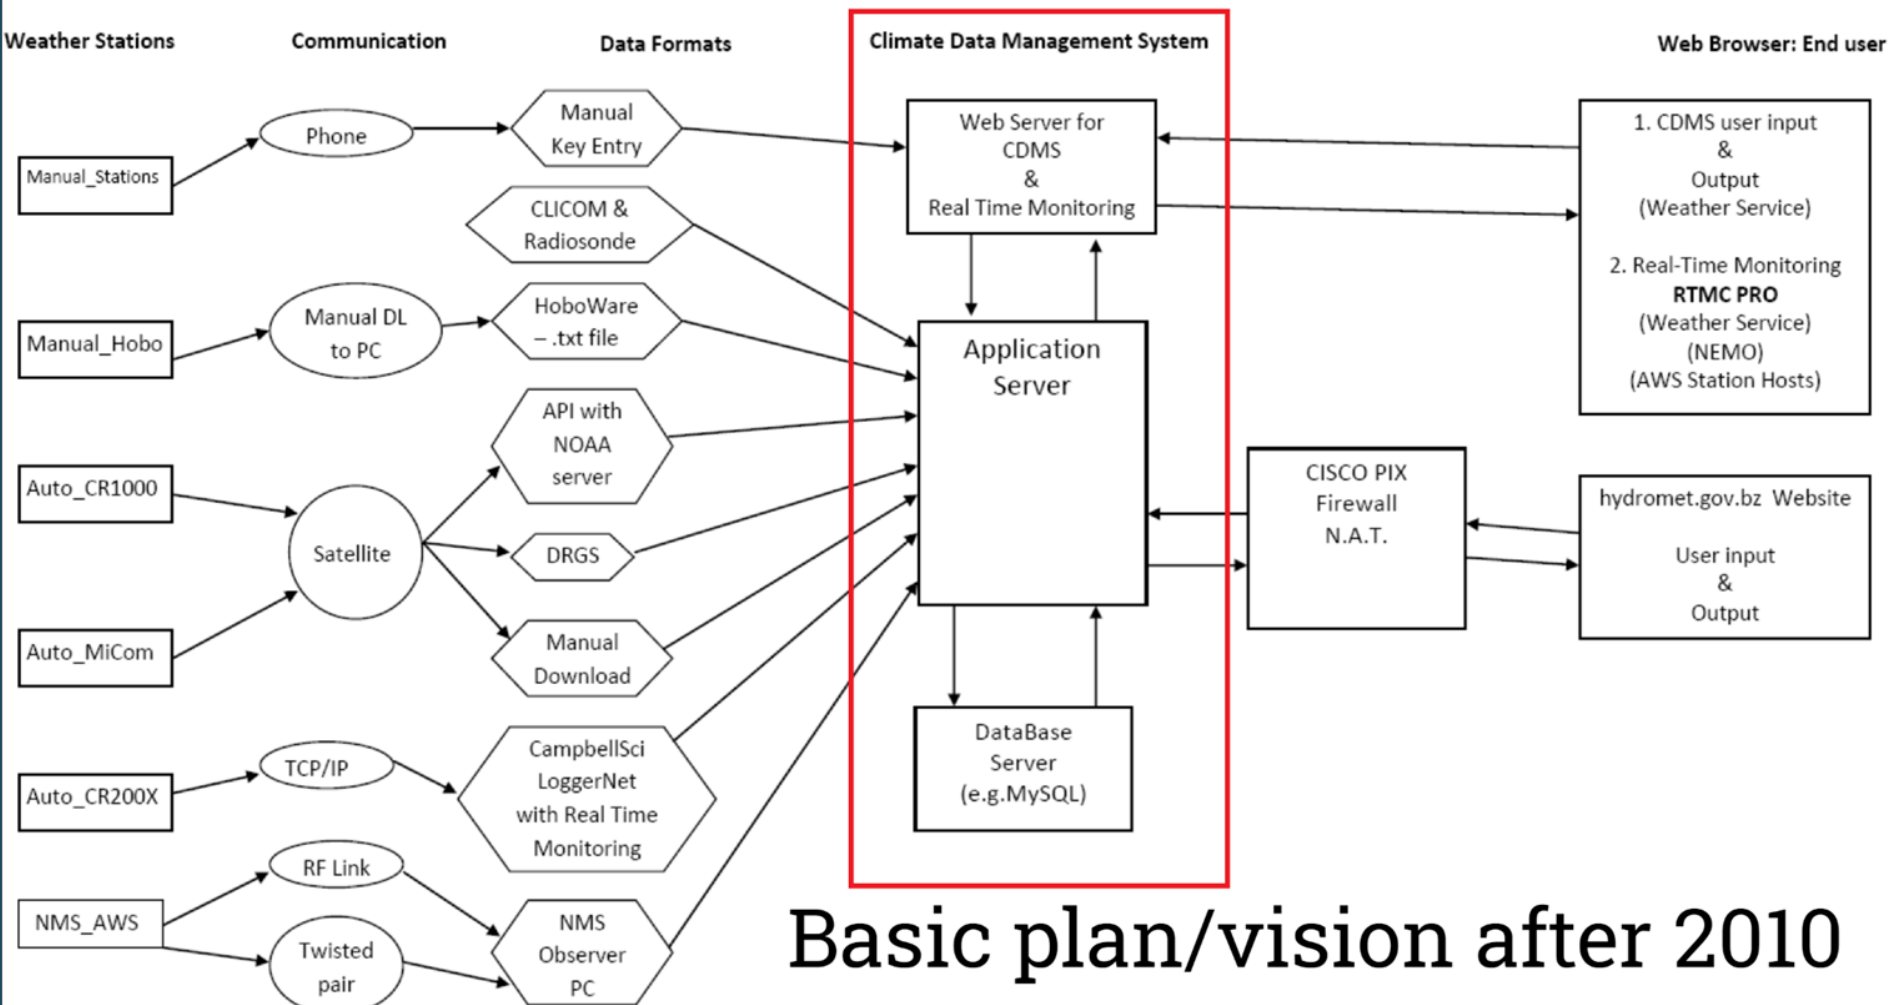 Weather Stations
Communication
Data Formats
Climate Data Management System
Web Browser: End user
Manual_Stations
Phone
Manual
Key Entry
CLICOM &
Radiosonde
Manual_Hobo
Manual DL
to PC
HoboWare
– .txt file
Auto_CR1000
Auto_MiCom
Satellite
API with
NOAA
server
DRGS
Manual
Download
Auto_CR200X
TCP/IP
CampbellSci
LoggerNet
with Real Time
Monitoring
NMS_AWS
RF Link
Twisted
pair
NMS
Observer
PC
Web Server for
CDMS
&
Real Time Monitoring
Application
Server
DataBase
Server
(e.g.MySQL)
CISCO PIX
Firewall
N.A.T.
1. CDMS user input
&
Output
(Weather Service)
2. Real-Time Monitoring
RTMC PRO
(Weather Service)
(NEMO)
(AWS Station Hosts)
hydromet.gov.bz Website
User input
&
Output
Basic plan/vision after 2010